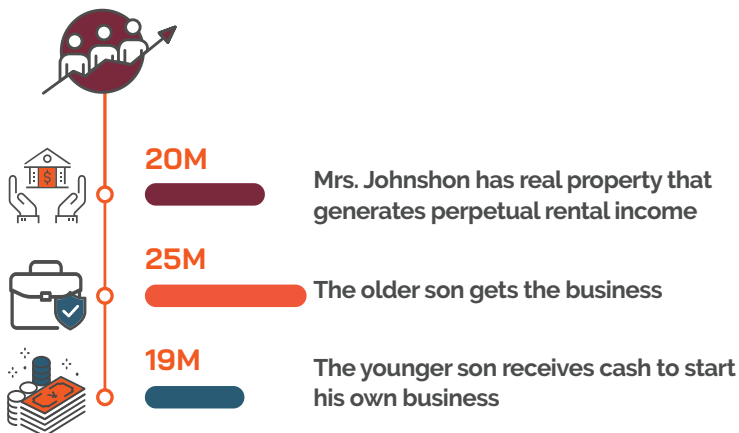 20M
Mrs. Johnshon has real property that
generates perpetual rental income
25M
The older son gets the business
19M
The younger son receives cash to start
his own business